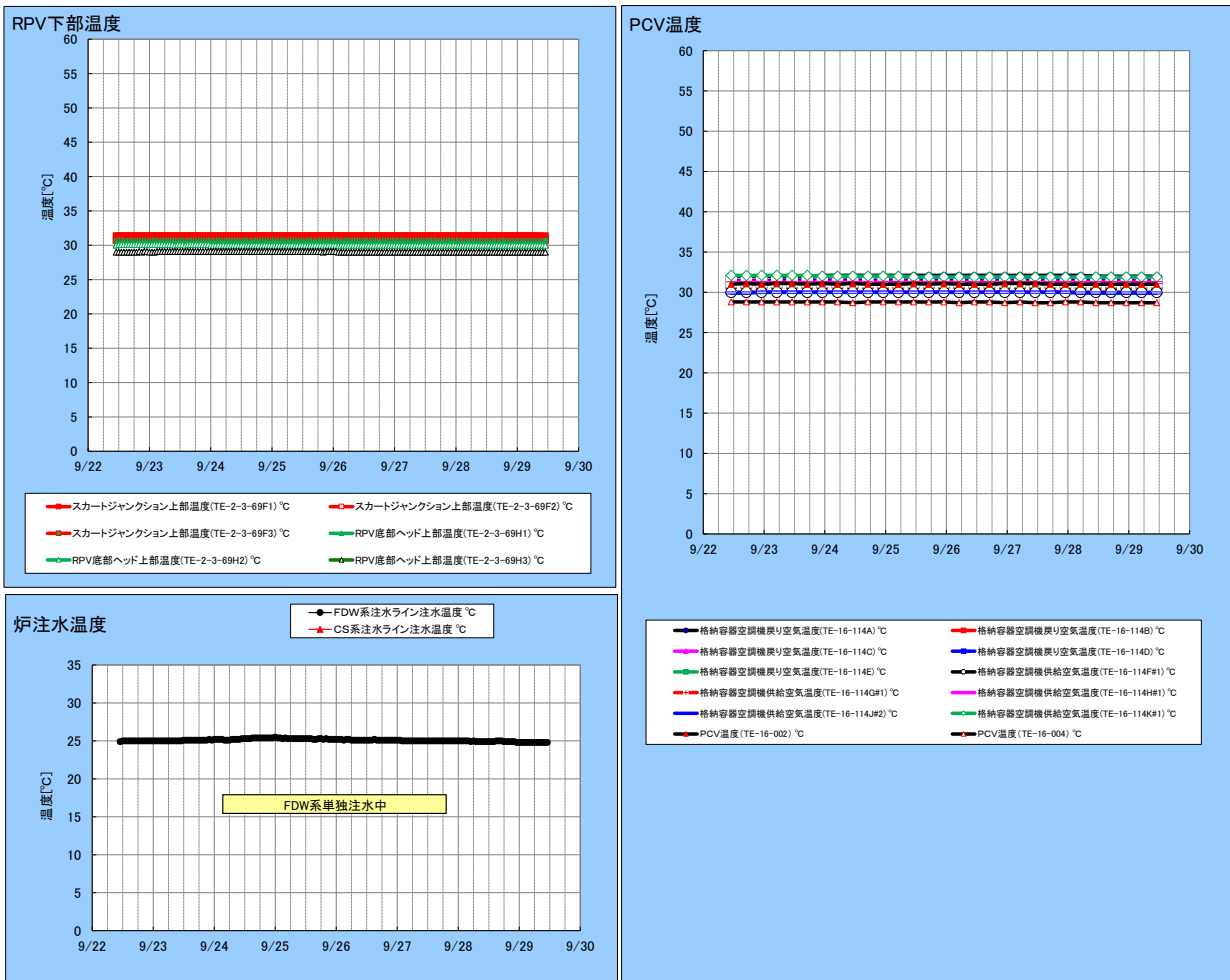 RPV下部温度
60
55
50
45
40
35
30
25
20
15
10
5
0
温度[℃]
9/22 9/23 9/24 9/25 9/26 9/27 9/28 9/29 9/30
スカートジャンクション上部温度(TE-2-3-69F1) ℃ スカートジャンクション上部温度(TE-2-3-69F2) ℃
スカートジャンクション上部温度(TE-2-3-69F3) ℃ RPV底部ヘッド上部温度(TE-2-3-69H1) ℃
RPV底部ヘッド上部温度(TE-2-3-69H2) ℃ RPV底部ヘッド上部温度(TE-2-3-69H3) ℃
炉注水温度
FDW系注水ライン注水温度 ℃
CS系注水ライン注水温度 ℃
35
30
25
20
15
10
5
0
温度[℃]
FDW系単独注水中
9/22 9/23 9/24 9/25 9/26 9/27 9/28 9/29 9/30
PCV温度
60
55
50
45
40
35
30
25
20
15
10
5
0
温度[℃]
9/22 9/23 9/24 9/25 9/26 9/27 9/28 9/29 9/30
格納容器空調機戻り空気温度(TE-16-114A) ℃ 格納容器空調機戻り空気温度(TE-16-114B) ℃
格納容器空調機戻り空気温度(TE-16-114C) ℃ 格納容器空調機戻り空気温度(TE-16-114D) ℃
格納容器空調機戻り空気温度(TE-16-114E) ℃ 格納容器空調機供給空気温度(TE-16-114F#1) ℃
格納容器空調機供給空気温度(TE-16-114G#1) ℃ 格納容器空調機供給空気温度(TE-16-114H#1) ℃
格納容器空調機供給空気温度(TE-16-114J#2) ℃ 格納容器空調機供給空気温度(TE-16-114K#1) ℃
PCV温度(TE-16-002) ℃ PCV温度(TE-16-004) ℃